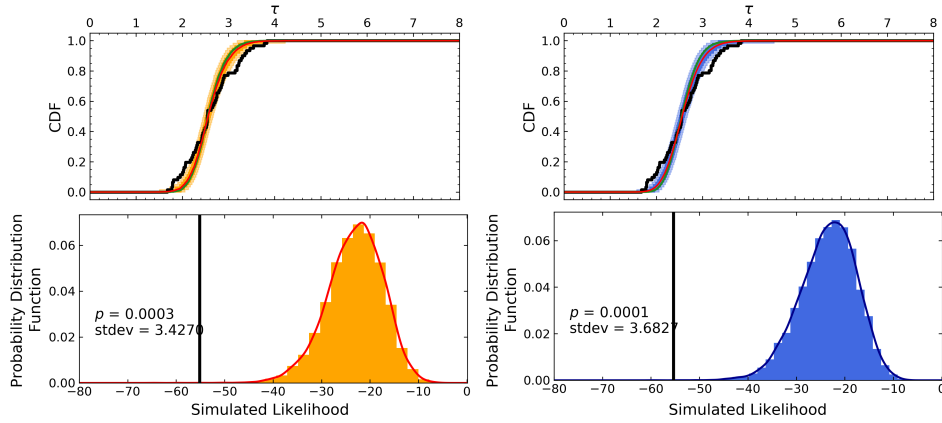 τ
0 1 2 3 4 5 6 7 8
1.0
0.8
0.6
0.4
0.2
0.0
CDF
τ
0 1 2 3 4 5 6 7 8
1.0
0.8
0.6
0.4
0.2
0.0
CDF
0.06
0.04
0.02
0.00
Probability Distribution
Function
p = 0.0003
stdev = 3.4270
−80 −70 −60 −50 −40 −30 −20 −10 0
Simulated Likelihood
0.06
0.04
0.02
0.00
Probability Distribution
Function
p = 0.0001
stdev = 3.6827
−80 −70 −60 −50 −40 −30 −20 −10 0
Simulated Likelihood